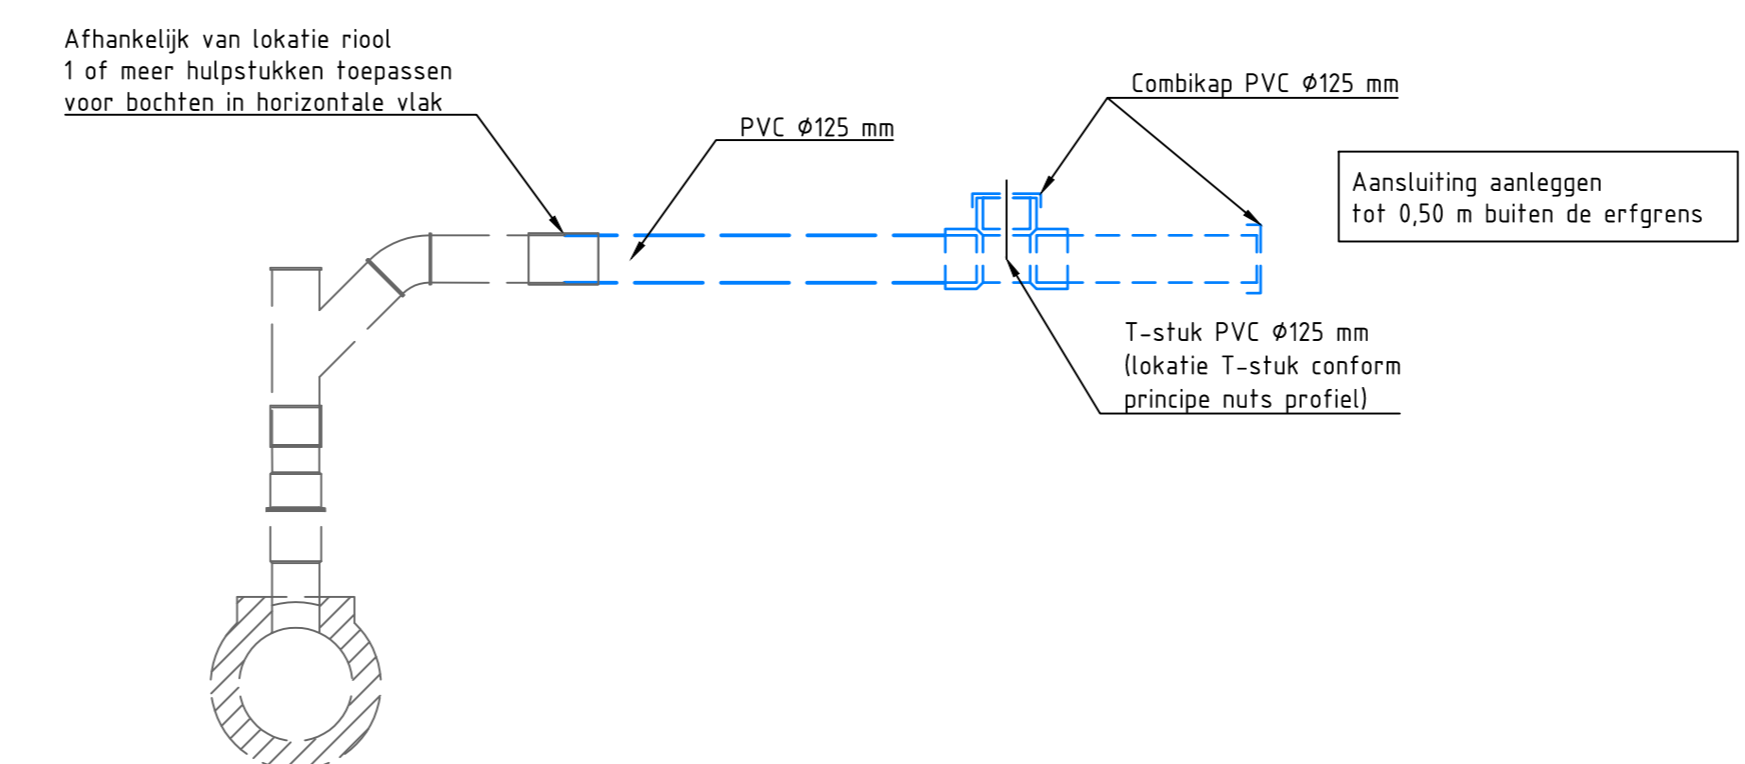 Afhankelijk van lokatie riool
1 of meer hulpstukken toepassen
voor bochten in horizontale vlak
PVC Ø125 mm
Combikap PVC Ø125 mm
Aansluiting aanleggen
tot 0,50 m buiten de erfgrens
T-stuk PVC Ø125 mm
(lokatie T-stuk conform
principe nuts profiel)